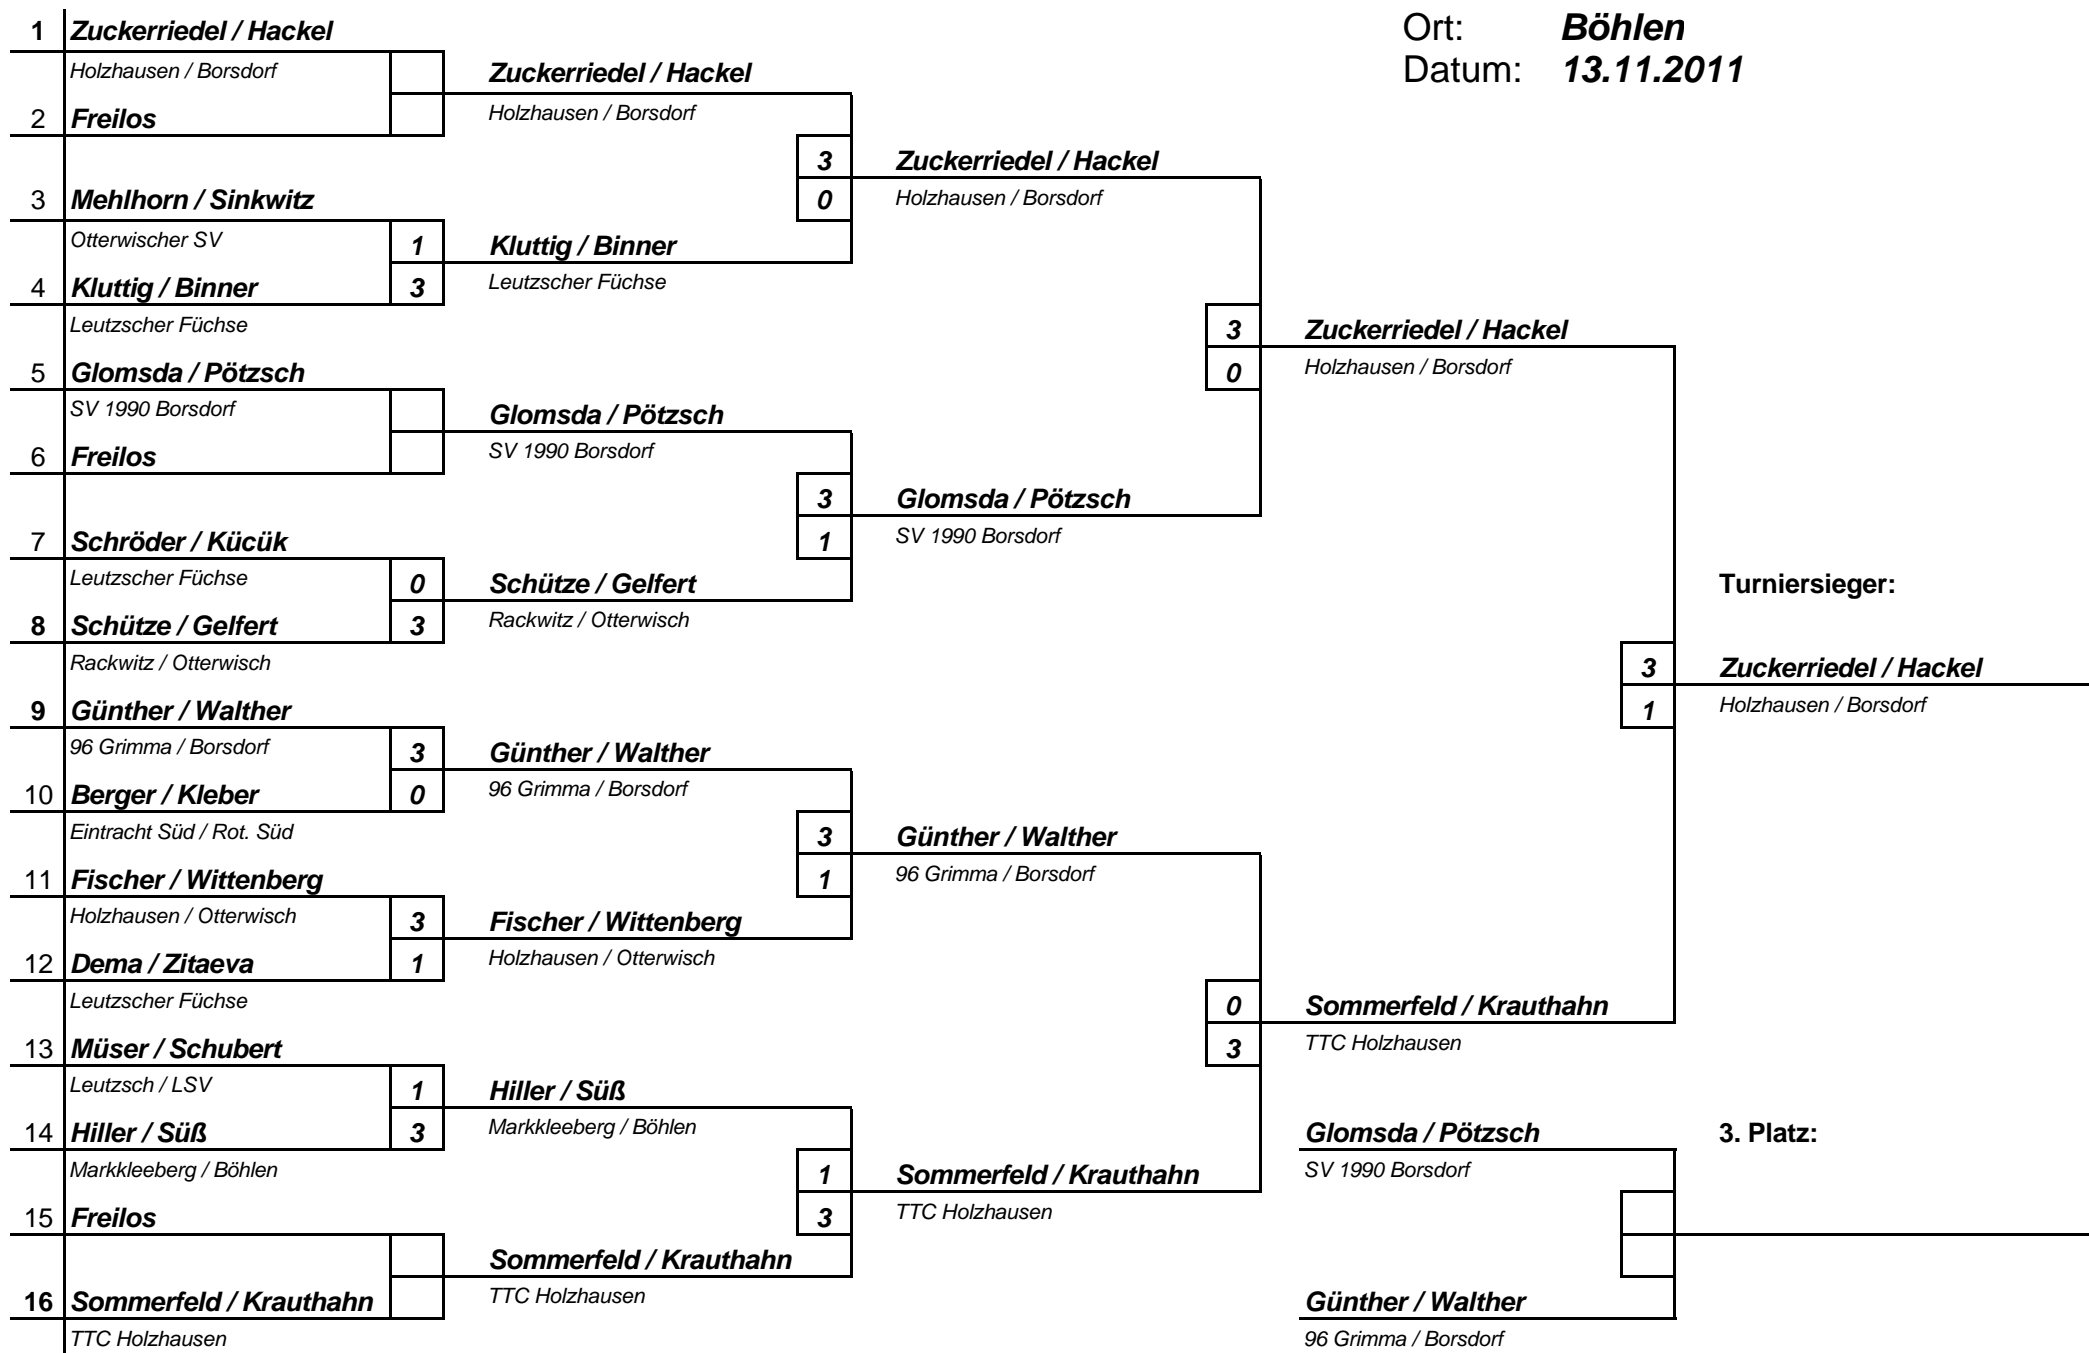 Ort: Böhlen
Datum: 13.11.2011
1 Zuckerriedel / Hackel
Holzhausen / Borsdorf
2 Freilos
3 Mehlhorn / Sinkwitz
Otterwischer SV 1
4 Kluttig / Binner 3
Leutzscher Füchse
5 Glomsda / Pötzsch
SV 1990 Borsdorf
6 Freilos
7 Schröder / Kücük
Leutzscher Füchse 0
8 Schütze / Gelfert 3
Rackwitz / Otterwisch
9 Günther / Walther
96 Grimma / Borsdorf 3
10 Berger / Kleber 0
Eintracht Süd / Rot. Süd
11 Fischer / Wittenberg
Holzhausen / Otterwisch 3
12 Dema / Zitaeva 1
Leutzscher Füchse
13 Müser / Schubert
Leutzsch / LSV 1
14 Hiller / Süß 3
Markkleeberg / Böhlen
15 Freilos
16 Sommerfeld / Krauthahn
TTC Holzhausen
Zuckerriedel / Hackel
Holzhausen / Borsdorf
3
0
Kluttig / Binner
Leutzscher Füchse
Glomsda / Pötzsch
SV 1990 Borsdorf
3
1
Schütze / Gelfert
Rackwitz / Otterwisch
Günther / Walther
96 Grimma / Borsdorf
3
1
Fischer / Wittenberg
Holzhausen / Otterwisch
Hiller / Süß
Markkleeberg / Böhlen
1
3
Sommerfeld / Krauthahn
TTC Holzhausen
Zuckerriedel / Hackel
Holzhausen / Borsdorf
3
0
Glomsda / Pötzsch
SV 1990 Borsdorf
Günther / Walther
96 Grimma / Borsdorf
0
3
Sommerfeld / Krauthahn
TTC Holzhausen
Zuckerriedel / Hackel
Holzhausen / Borsdorf
3
1
Sommerfeld / Krauthahn
TTC Holzhausen
Turniersieger:
Zuckerriedel / Hackel
Holzhausen / Borsdorf
Glomsda / Pötzsch
SV 1990 Borsdorf
3. Platz:
Günther / Walther
96 Grimma / Borsdorf